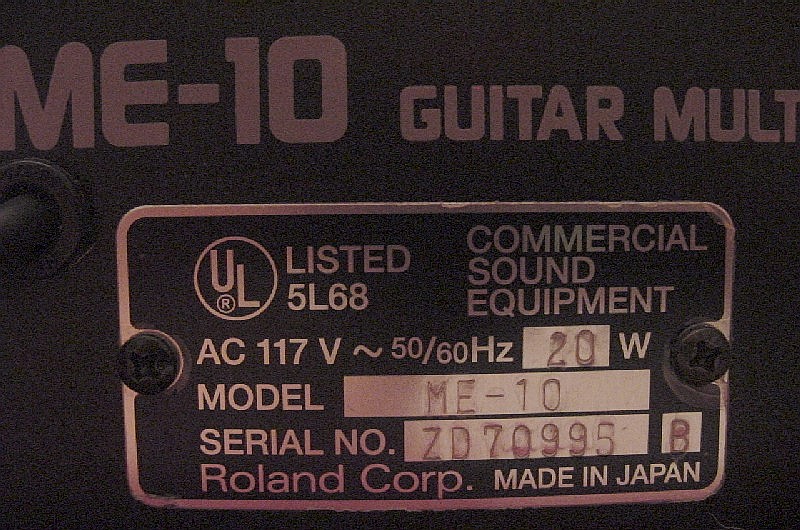 ME-10 GUITAR MULT
UL® LISTED
5L68
COMMERCIAL
SOUND
EQUIPMENT
AC 117 V ~ 50/60Hz 20 W
MODEL ME-10
SERIAL NO. ZD70995 B
Roland Corp. MADE IN JAPAN